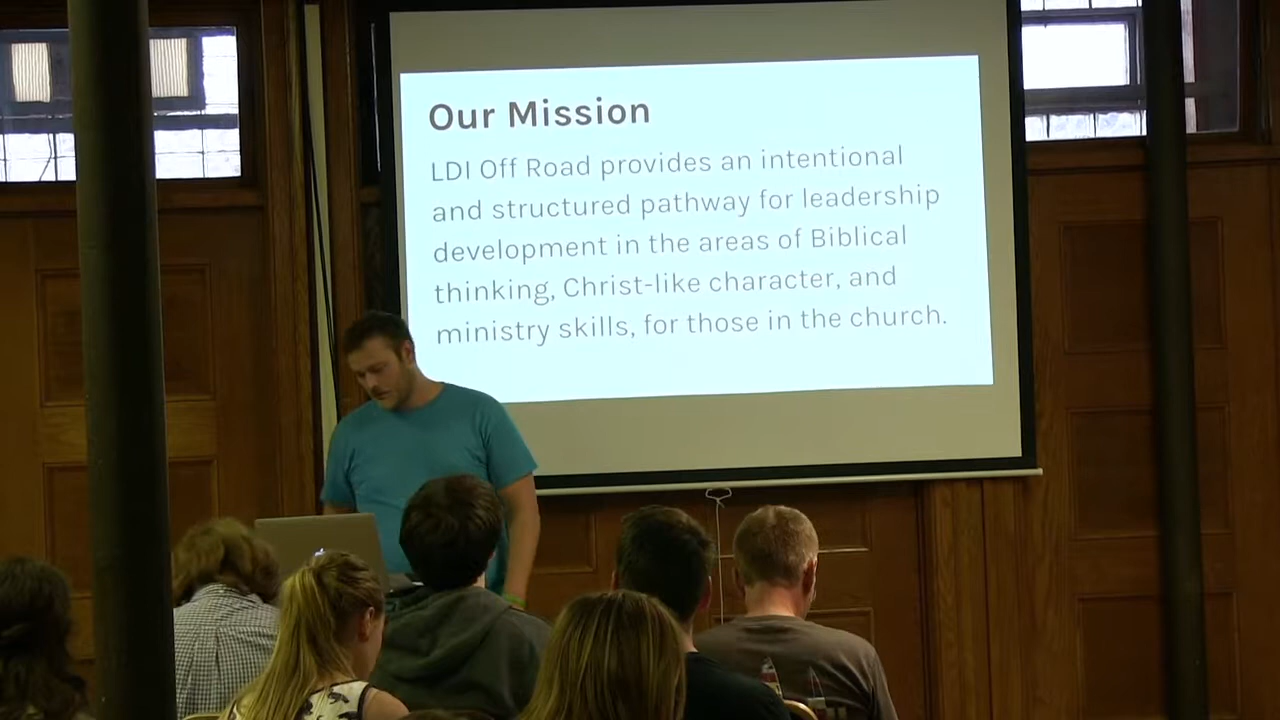 Our Mission
LDI Off Road provides an intentional
and structured pathway for leadership
development in the areas of Biblical
thinking, Christ-like character, and
ministry skills, for those in the church.